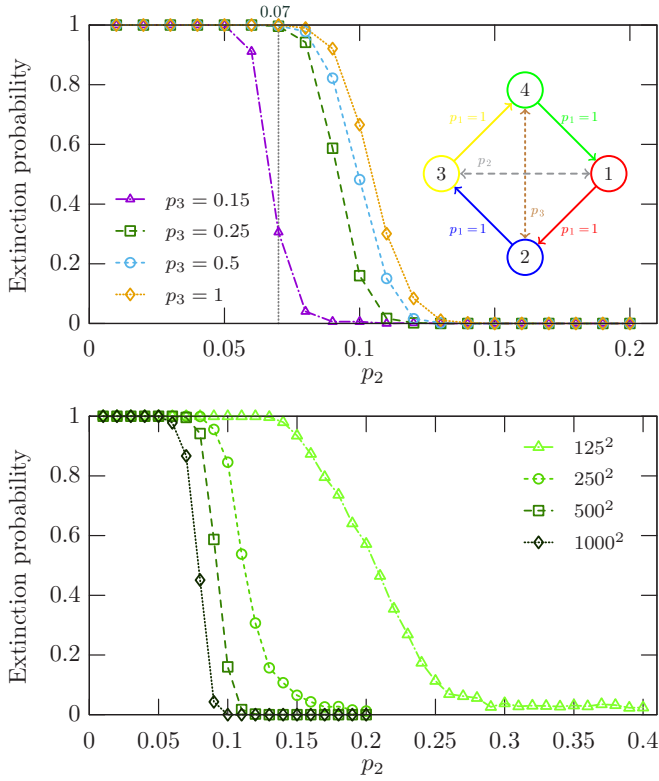 0.07
Extinction probability
1
0.8
0.6
0.4
0.2
0
p₃ = 0.15
p₃ = 0.25
p₃ = 0.5
p₃ = 1
4
p₁ = 1
p₁ = 1
3
p₂
1
p₃
p₁ = 1
p₁ = 1
2
0.05
0.1
0.15
0.2
p₂
Extinction probability
1
0.8
0.6
0.4
0.2
0
125²
250²
500²
1000²
0
0.05
0.1
0.15
0.2
0.25
0.3
0.35
0.4
p₂